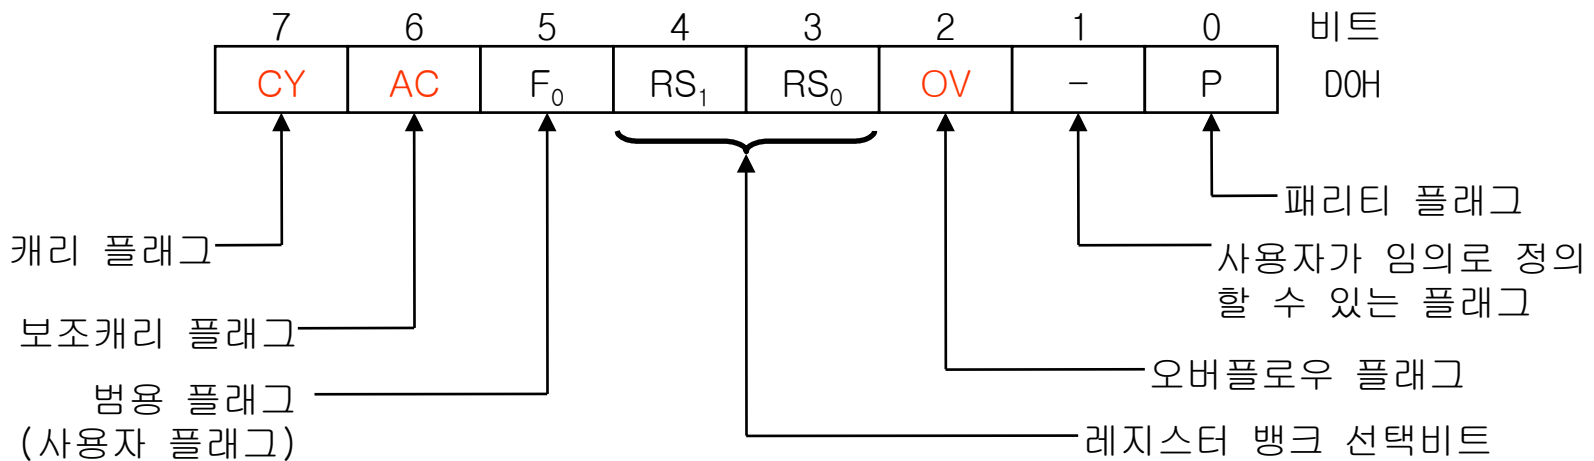 7 6 5 4 3 2 1 0 비트
CY AC F₀ RS₁ RS₀ OV - P D0H
패리티 플래그
캐리 플래그
사용자가 임의로 정의
할 수 있는 플래그
보조캐리 플래그
오버플로우 플래그
범용 플래그
(사용자 플래그)
레지스터 뱅크 선택비트